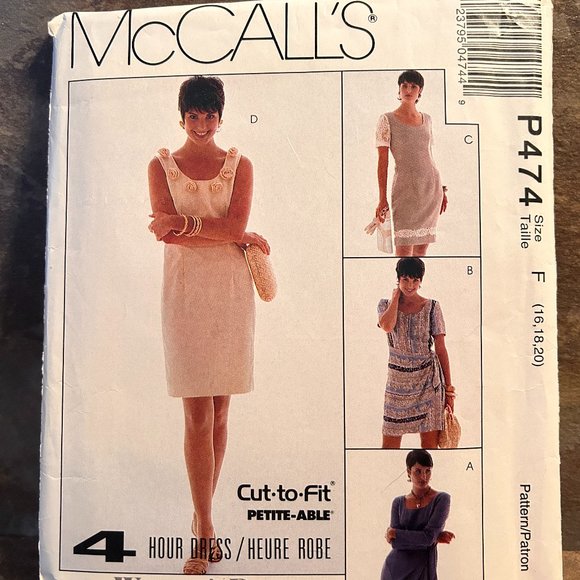 McCALL'S®
23795 04744 9
P474
Size
Taille
F
(16,18,20)
Pattern/Patron
D
C
B
A
Cut·to·Fit®
PETITE-ABLE®
4 HOUR DRESS/HEURE ROBE